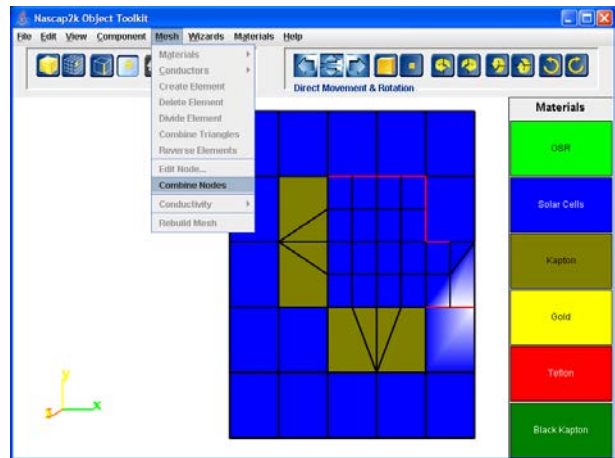 Nascap2k Object Toolkit
File Edit View Component Mesh Wizards Materials Help
Materials
Conductors
Create Element
Delete Element
Divide Element
Combine Triangles
Reverse Elements
Edit Node...
Combine Nodes
Conductivity
Rebuild Mesh
Direct Movement & Rotation
Materials
OSR
Solar Cells
Kapton
Gold
Teflon
Black Kapton
y
z
x